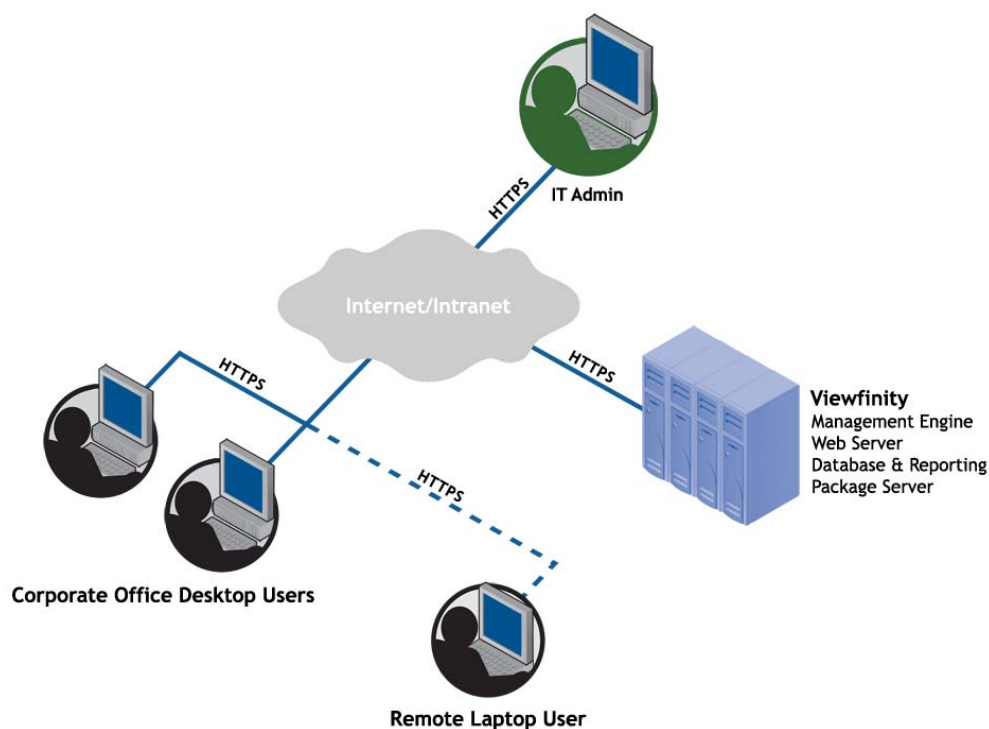 HTTPS
IT Admin
Internet/Intranet
HTTPS
HTTPS
Viewfinity
Management Engine
Web Server
Database & Reporting
Package Server
HTTPS
Corporate Office Desktop Users
Remote Laptop User